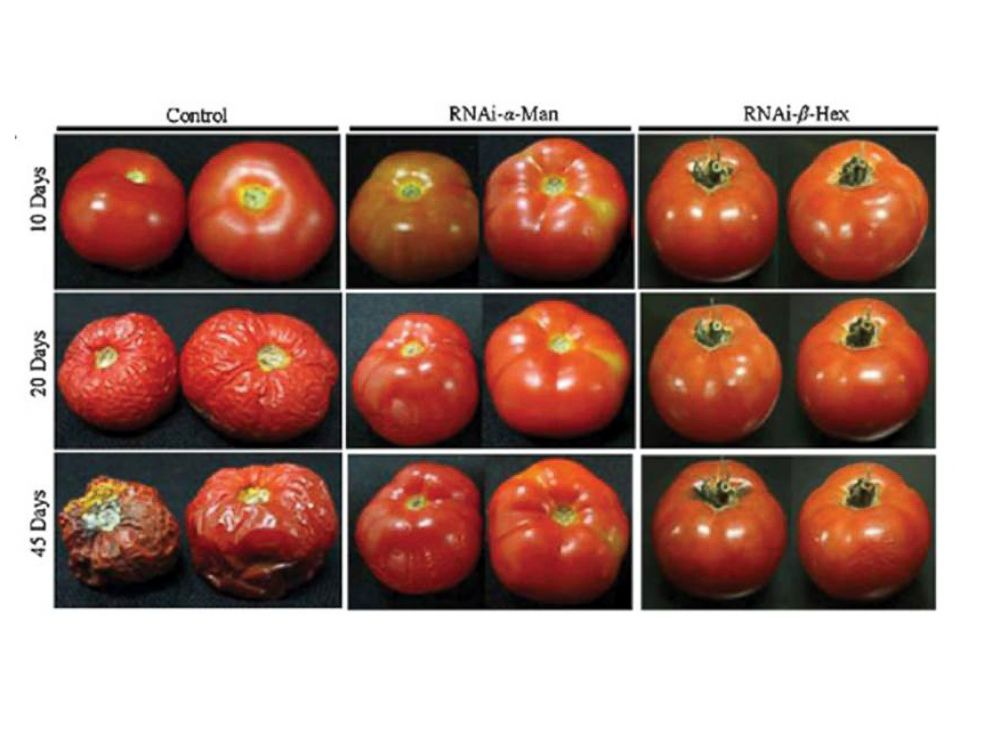 Control
RNAi-α-Man
RNAi-β-Hex
10 Days
20 Days
45 Days